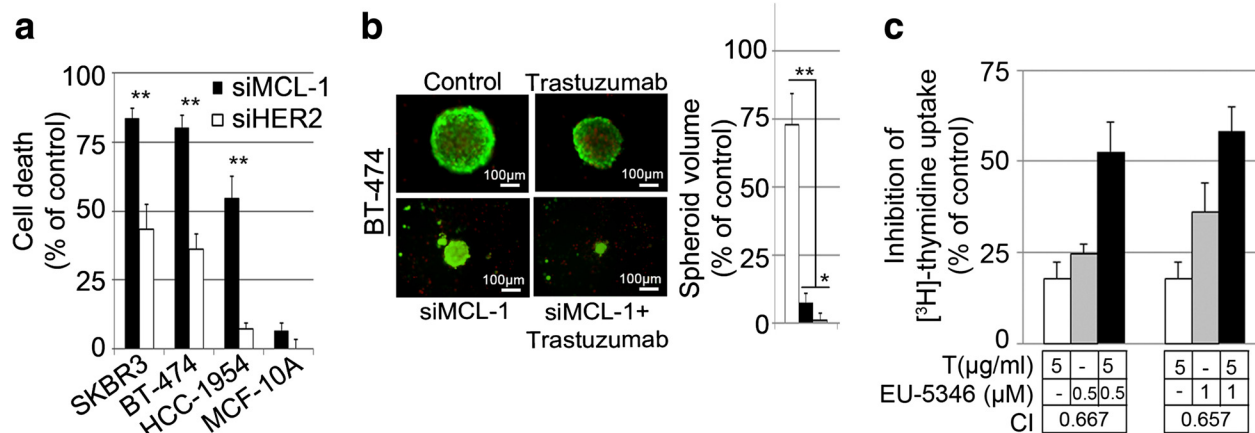 a
Cell death
(% of control)
100
75
50
25
0
siMCL-1
siHER2
**
**
**
SKBR3
BT-474
HCC-1954
MCF-10A
b
BT-474
Control
Trastuzumab
100µm
100µm
100µm
100µm
siMCL-1
siMCL-1+
Trastuzumab
Spheroid volume
(% of control)
100
75
50
25
0
**
*
c
Inhibition of
[³H]-thymidine uptake
(% of control)
75
50
25
0
T(µg/ml) 5 - 5 5 - 5
EU-5346 (µM) - 0.5 0.5 - 1 1
CI 0.667 0.657